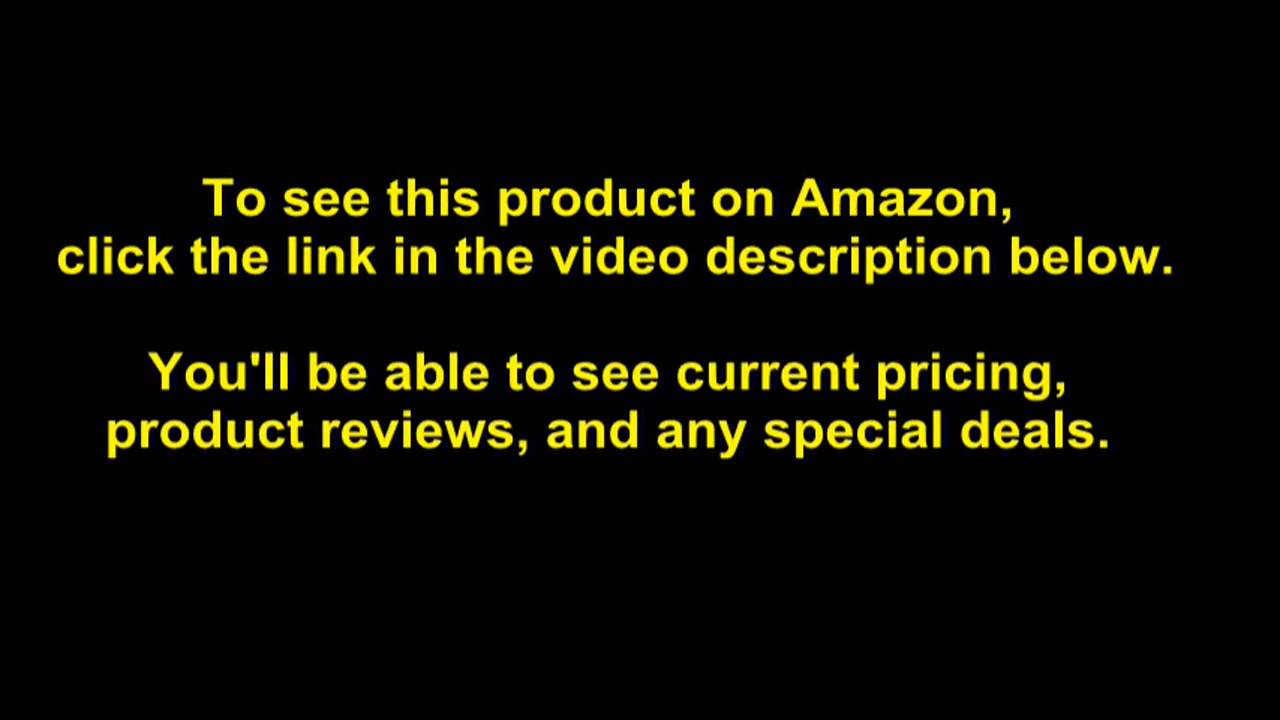 To see this product on Amazon,
click the link in the video description below.
You'll be able to see current pricing,
product reviews, and any special deals.